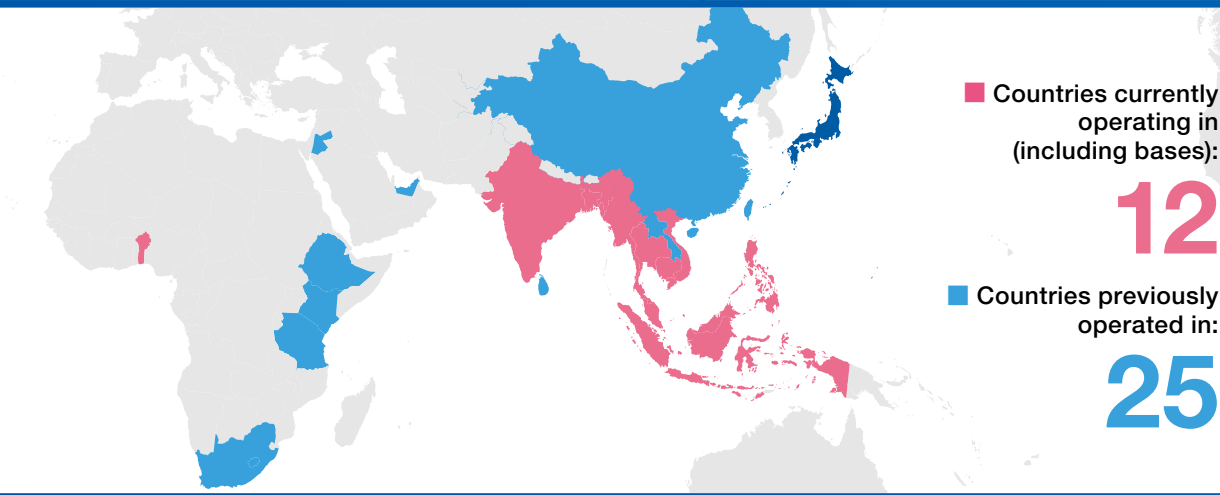 Countries currently
operating in
(including bases):
12
Countries previously
operated in:
25